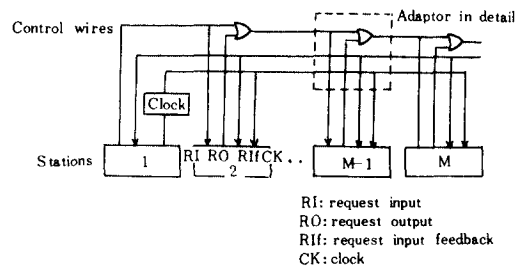 Adaptor in detail
Control wires
Clock
Stations
1
RI RO RIf CK ..
2
M-1
M
RI: request input
RO: request output
RIf: request input feedback
CK: clock